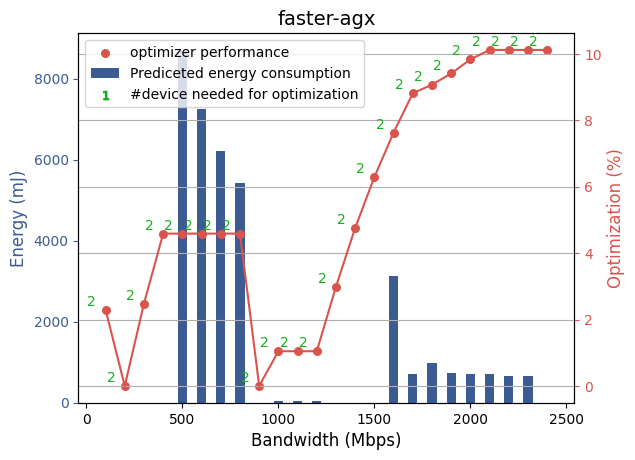 faster-agx
optimizer performance
Prediceted energy consumption
1 #device needed for optimization
Energy (mJ)
8000
6000
4000
2000
0
Optimization (%)
10
8
6
4
2
0
2 2 2 2 2 2 2 2 2 2 2 2 2 2 2 2 2 2 2 2 2 2 2 2
0 500 1000 1500 2000 2500
Bandwidth (Mbps)